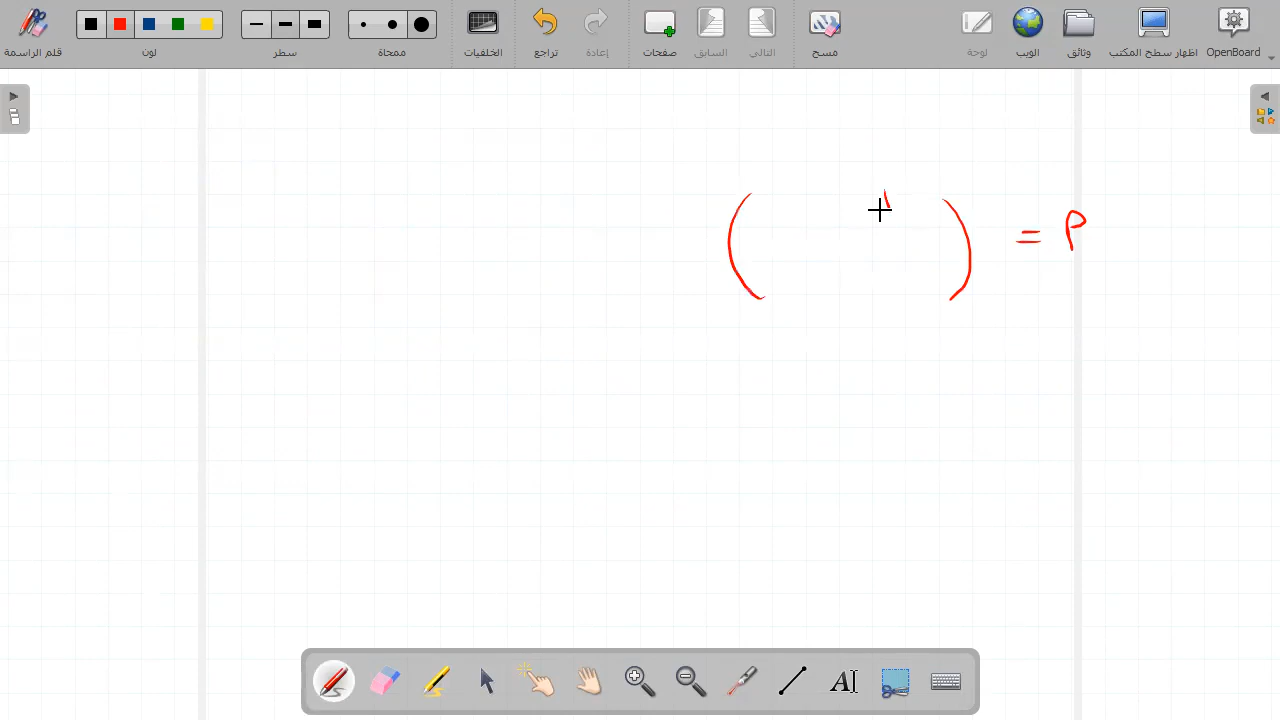 قلم الراسمة
لون
سطر
ممحاة
الخلفيات
تراجع
إعادة
صفحات
السابق
التالي
مسح
لوحة
الويب
وثائق
اظهار سطح المكتب
OpenBoard
P = ( )